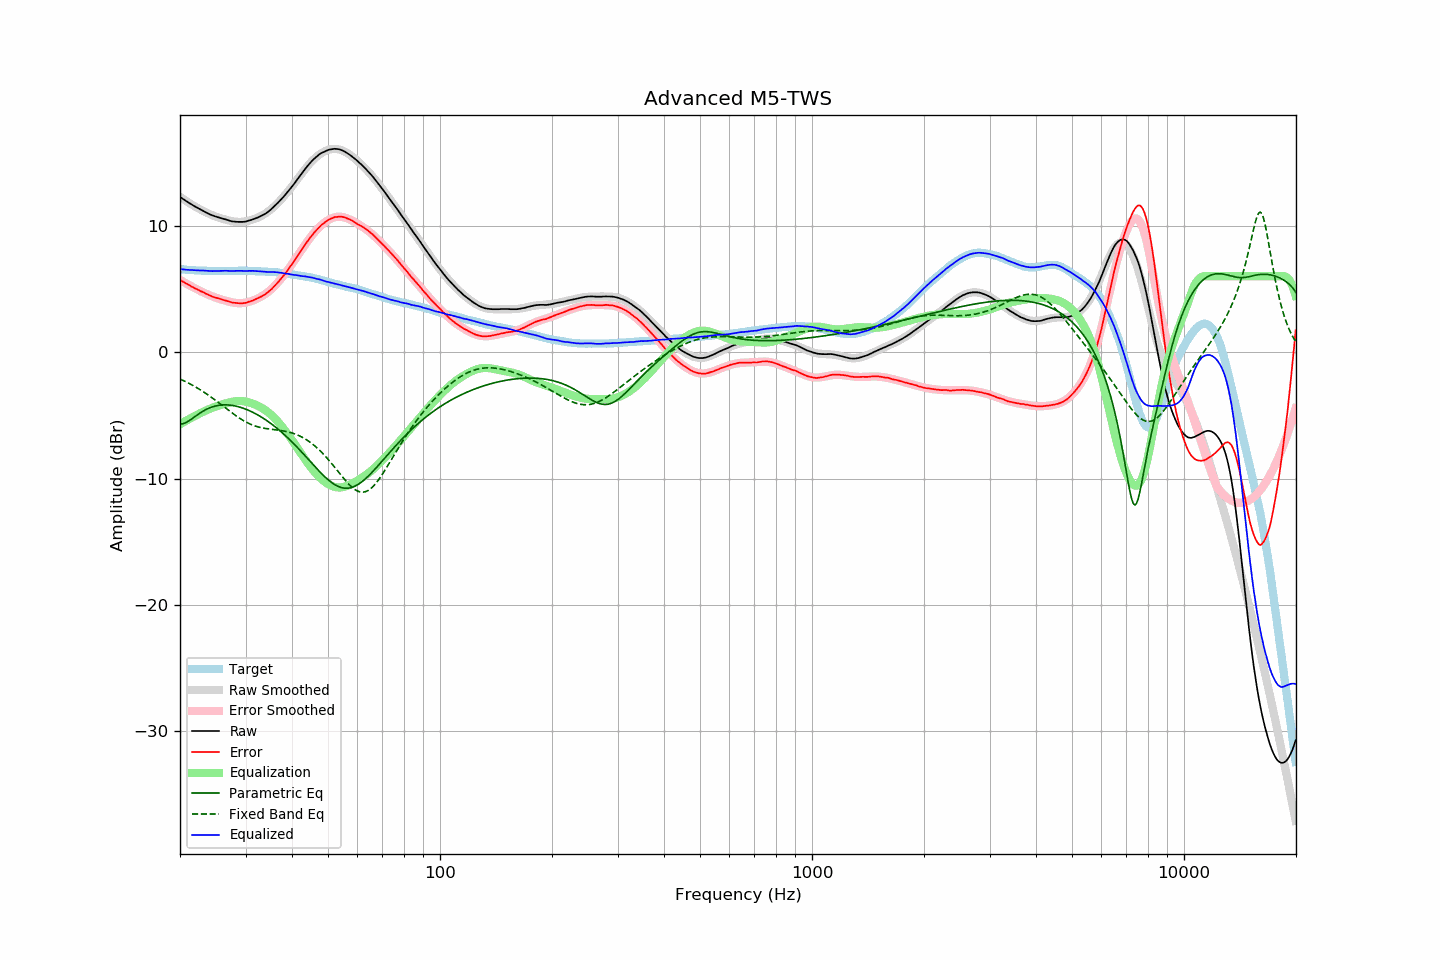 Advanced M5-TWS
10
0
−10
−20
−30
Amplitude (dBr)
Target
Raw Smoothed
Error Smoothed
Raw
Error
Equalization
Parametric Eq
Fixed Band Eq
Equalized
100
1000
10000
Frequency (Hz)